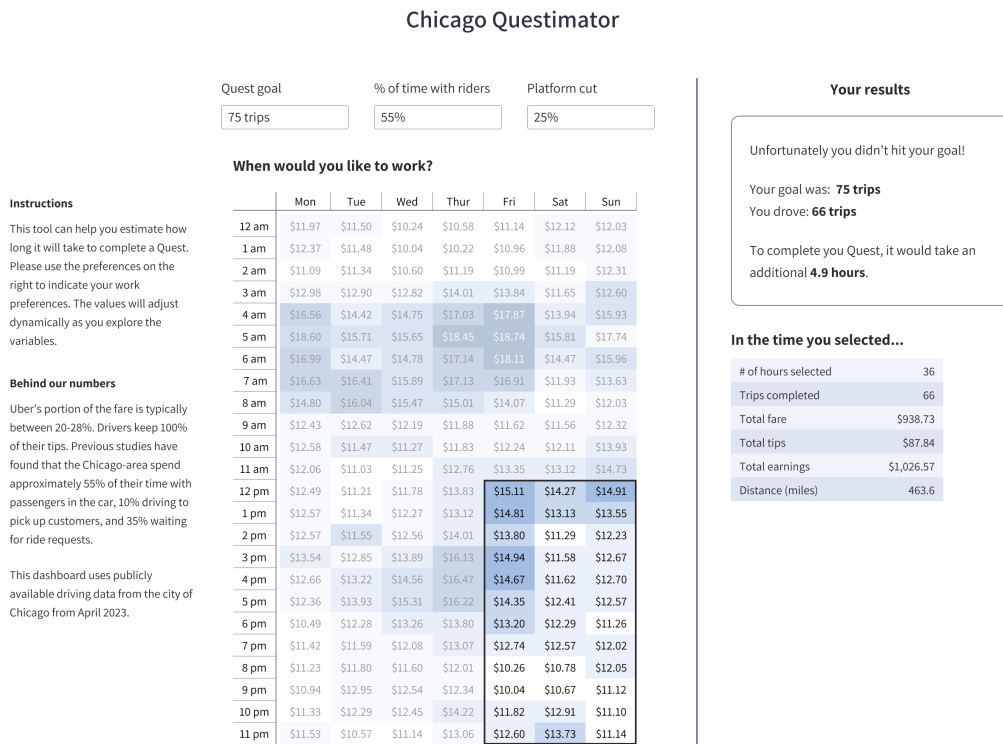 Chicago Questimator
Quest goal % of time with riders Platform cut
75 trips 55% 25%
When would you like to work?
Instructions
This tool can help you estimate how
long it will take to complete a Quest.
Please use the preferences on the
right to indicate your work
preferences. The values will adjust
dynamically as you explore the
variables.
Behind our numbers
Uber's portion of the fare is typically
between 20-28%. Drivers keep 100%
of their tips. Previous studies have
found that the Chicago-area spend
approximately 55% of their time with
passengers in the car, 10% driving to
pick up customers, and 35% waiting
for ride requests.
This dashboard uses publicly
available driving data from the city of
Chicago from April 2023.
Mon Tue Wed Thur Fri Sat Sun
12 am $11.97 $11.50 $10.24 $10.58 $11.14 $12.12 $12.03
1 am $12.37 $11.48 $10.04 $10.22 $10.96 $11.88 $12.08
2 am $11.09 $11.34 $10.60 $11.19 $10.99 $11.19 $12.31
3 am $12.98 $12.90 $12.82 $14.01 $13.84 $11.65 $12.60
4 am $16.56 $14.42 $14.75 $17.03 $17.87 $13.94 $15.93
5 am $18.60 $15.71 $15.65 $18.45 $18.74 $15.81 $17.74
6 am $16.99 $14.47 $14.78 $17.14 $18.11 $14.47 $15.96
7 am $16.63 $16.41 $15.89 $17.13 $16.91 $11.93 $13.63
8 am $14.80 $16.04 $15.47 $15.01 $14.07 $11.29 $12.03
9 am $12.43 $12.62 $12.19 $11.88 $11.62 $11.56 $12.32
10 am $12.58 $11.47 $11.27 $11.83 $12.24 $12.11 $13.93
11 am $12.06 $11.03 $11.25 $12.76 $13.35 $13.12 $14.73
12 pm $12.49 $11.21 $11.78 $13.83 $15.11 $14.27 $14.91
1 pm $12.57 $11.34 $12.27 $13.12 $14.81 $13.13 $13.55
2 pm $12.57 $11.55 $12.56 $14.01 $13.80 $11.29 $12.23
3 pm $13.54 $12.85 $13.89 $16.13 $14.94 $11.58 $12.67
4 pm $12.66 $13.22 $14.56 $16.47 $14.67 $11.62 $12.70
5 pm $12.36 $13.93 $15.31 $16.22 $14.35 $12.41 $12.57
6 pm $10.49 $12.28 $13.26 $13.80 $13.20 $12.29 $11.26
7 pm $11.42 $11.59 $12.08 $13.07 $12.74 $12.57 $12.02
8 pm $11.23 $11.80 $11.60 $12.01 $10.26 $10.78 $12.05
9 pm $10.94 $12.95 $12.54 $12.34 $10.04 $10.67 $11.12
10 pm $11.33 $12.29 $12.45 $14.22 $11.82 $12.91 $11.10
11 pm $11.53 $10.57 $11.14 $13.06 $12.60 $13.73 $11.14
Your results
Unfortunately you didn't hit your goal!
Your goal was: 75 trips
You drove: 66 trips
To complete you Quest, it would take an
additional 4.9 hours.
In the time you selected...
# of hours selected 36
Trips completed 66
Total fare $938.73
Total tips $87.84
Total earnings $1,026.57
Distance (miles) 463.6